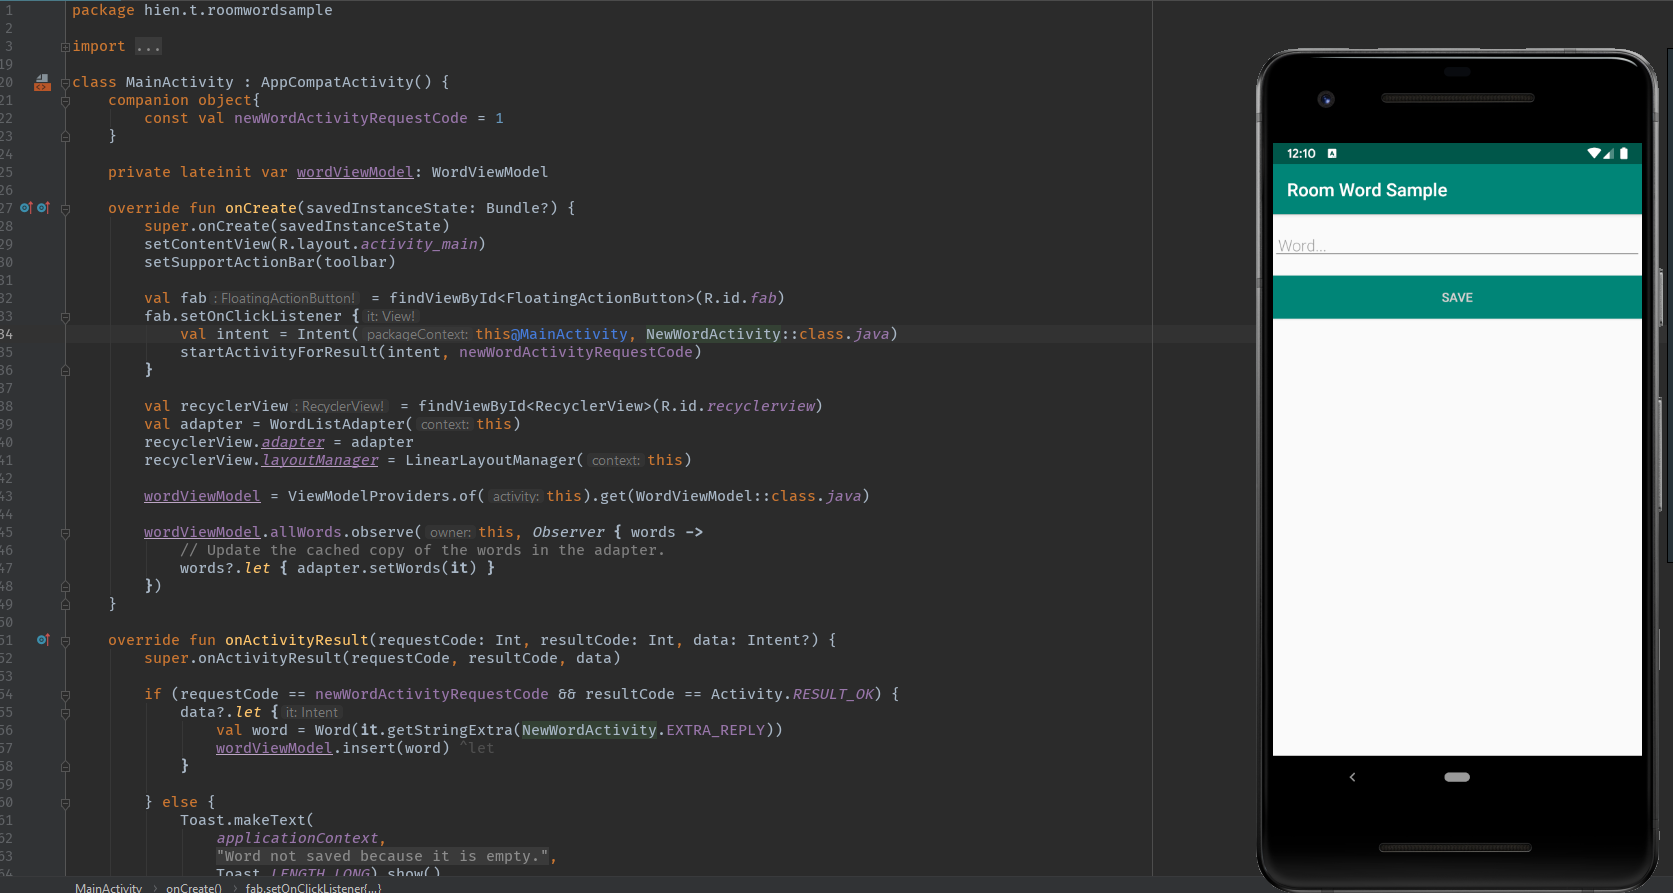 1 package hien.t.roomwordsample
2
3 import ...
19
20 class MainActivity : AppCompatActivity() {
21 companion object{
22 const val newWordActivityRequestCode = 1
23 }
24
25 private lateinit var wordViewModel: WordViewModel
26
27 override fun onCreate(savedInstanceState: Bundle?) {
28 super.onCreate(savedInstanceState)
29 setContentView(R.layout.activity_main)
30 setSupportActionBar(toolbar)
31
32 val fab : FloatingActionButton! = findViewById<FloatingActionButton>(R.id.fab)
33 fab.setOnClickListener { it: View!
34 val intent = Intent( packageContext: this@MainActivity, NewWordActivity::class.java)
35 startActivityForResult(intent, newWordActivityRequestCode)
36 }
37
38 val recyclerView : RecyclerView! = findViewById<RecyclerView>(R.id.recyclerview)
39 val adapter = WordListAdapter( context: this)
40 recyclerView.adapter = adapter
41 recyclerView.layoutManager = LinearLayoutManager( context: this)
42
43 wordViewModel = ViewModelProviders.of( activity: this).get(WordViewModel::class.java)
44
45 wordViewModel.allWords.observe( owner: this, Observer { words ->
46 // Update the cached copy of the words in the adapter.
47 words?.let { adapter.setWords(it) }
48 })
49 }
50
51 override fun onActivityResult(requestCode: Int, resultCode: Int, data: Intent?) {
52 super.onActivityResult(requestCode, resultCode, data)
53
54 if (requestCode == newWordActivityRequestCode && resultCode == Activity.RESULT_OK) {
55 data?.let { it: Intent
56 val word = Word(it.getStringExtra(NewWordActivity.EXTRA_REPLY))
57 wordViewModel.insert(word) ^let
58 }
59
60 } else {
61 Toast.makeText(
62 applicationContext,
63 "Word not saved because it is empty.",
64 Toast.LENGTH_LONG).show()
MainActivity › onCreate() › fab.setOnClickListener{...}
12:10 A
Room Word Sample
Word...
SAVE